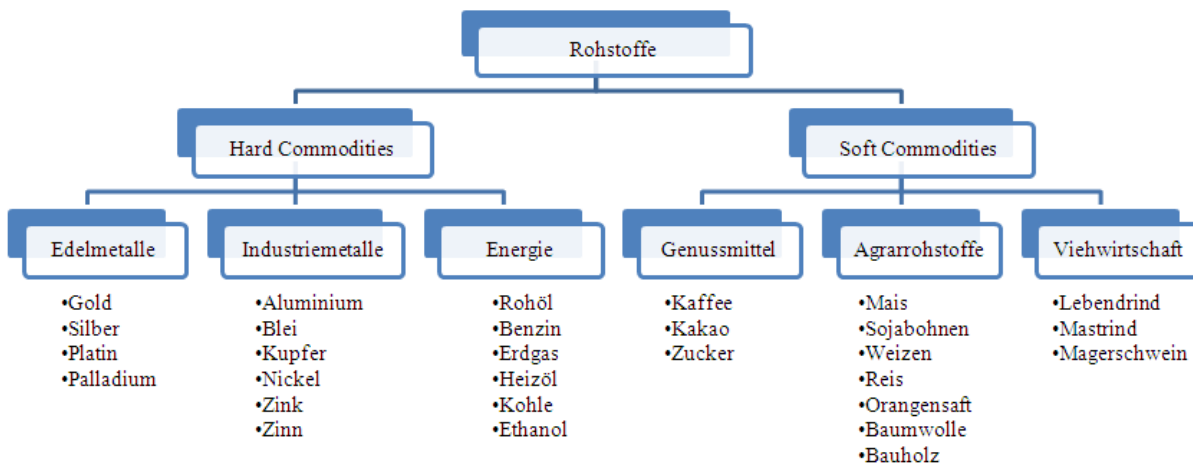 Rohstoffe
Hard Commodities
Soft Commodities
Edelmetalle
Industriemetalle
Energie
Genussmittel
Agrarrohstoffe
Viehwirtschaft
•Gold
•Silber
•Platin
•Palladium
•Aluminium
•Blei
•Kupfer
•Nickel
•Zink
•Zinn
•Rohöl
•Benzin
•Erdgas
•Heizöl
•Kohle
•Ethanol
•Kaffee
•Kakao
•Zucker
•Mais
•Sojabohnen
•Weizen
•Reis
•Orangensaft
•Baumwolle
•Bauholz
•Lebendrind
•Mastrind
•Magerschwein